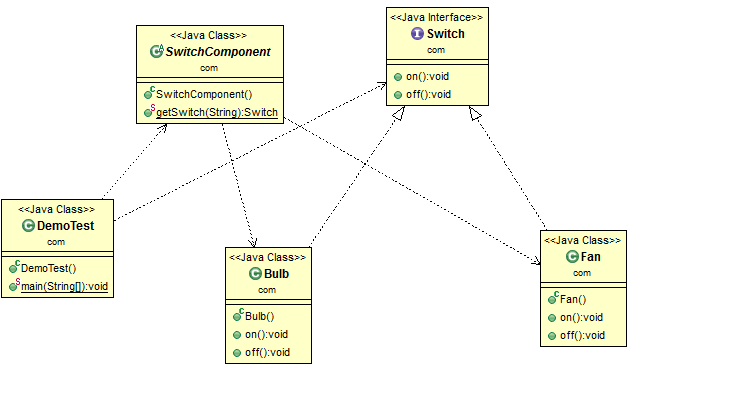 <<Java Class>>
SwitchComponent
com
SwitchComponent()
getSwitch(String):Switch
<<Java Interface>>
Switch
com
on():void
off():void
<<Java Class>>
DemoTest
com
DemoTest()
main(String[]):void
<<Java Class>>
Bulb
com
Bulb()
on():void
off():void
<<Java Class>>
Fan
com
Fan()
on():void
off():void